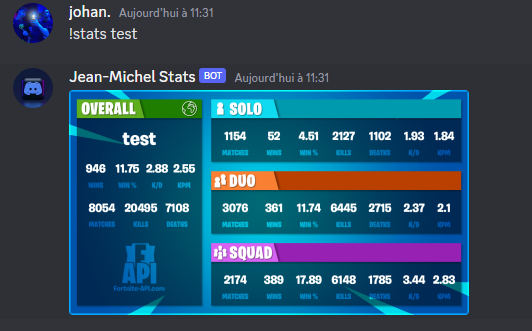 johan. Aujourd'hui à 11:31
!stats test
Jean-Michel Stats BOT Aujourd'hui à 11:31
OVERALL
test
946 11.75 2.88 2.55
WINS WIN % K/D KPM
8054 20495 7108
MATCHES KILLS DEATHS
API
Fortnite-API.com
SOLO
1154 52 4.51 2127 1102 1.93 1.84
MATCHES WINS WIN % KILLS DEATHS K/D KPM
DUO
3076 361 11.74 6445 2715 2.37 2.1
MATCHES WINS WIN % KILLS DEATHS K/D KPM
SQUAD
2174 389 17.89 6148 1785 3.44 2.83
MATCHES WINS WIN % KILLS DEATHS K/D KPM